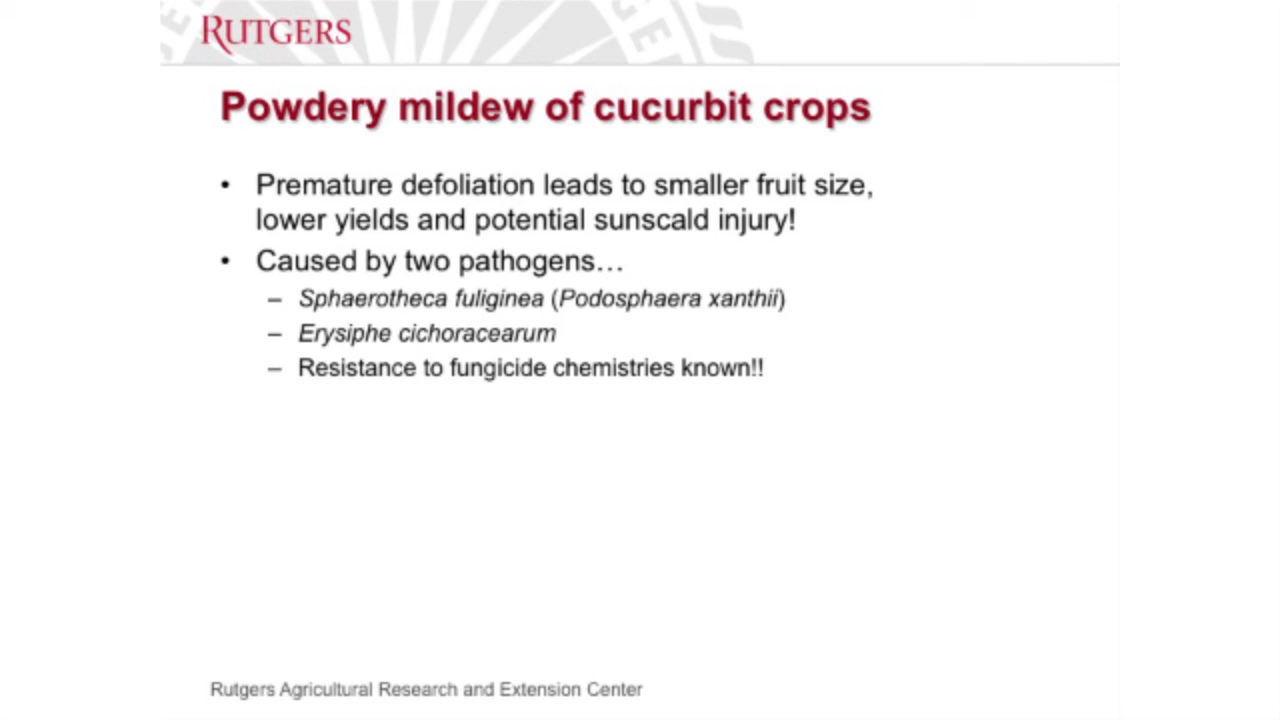 RUTGERS
Powdery mildew of cucurbit crops
• Premature defoliation leads to smaller fruit size,
lower yields and potential sunscald injury!
• Caused by two pathogens…
– Sphaerotheca fuliginea (Podosphaera xanthii)
– Erysiphe cichoracearum
– Resistance to fungicide chemistries known!!
Rutgers Agricultural Research and Extension Center